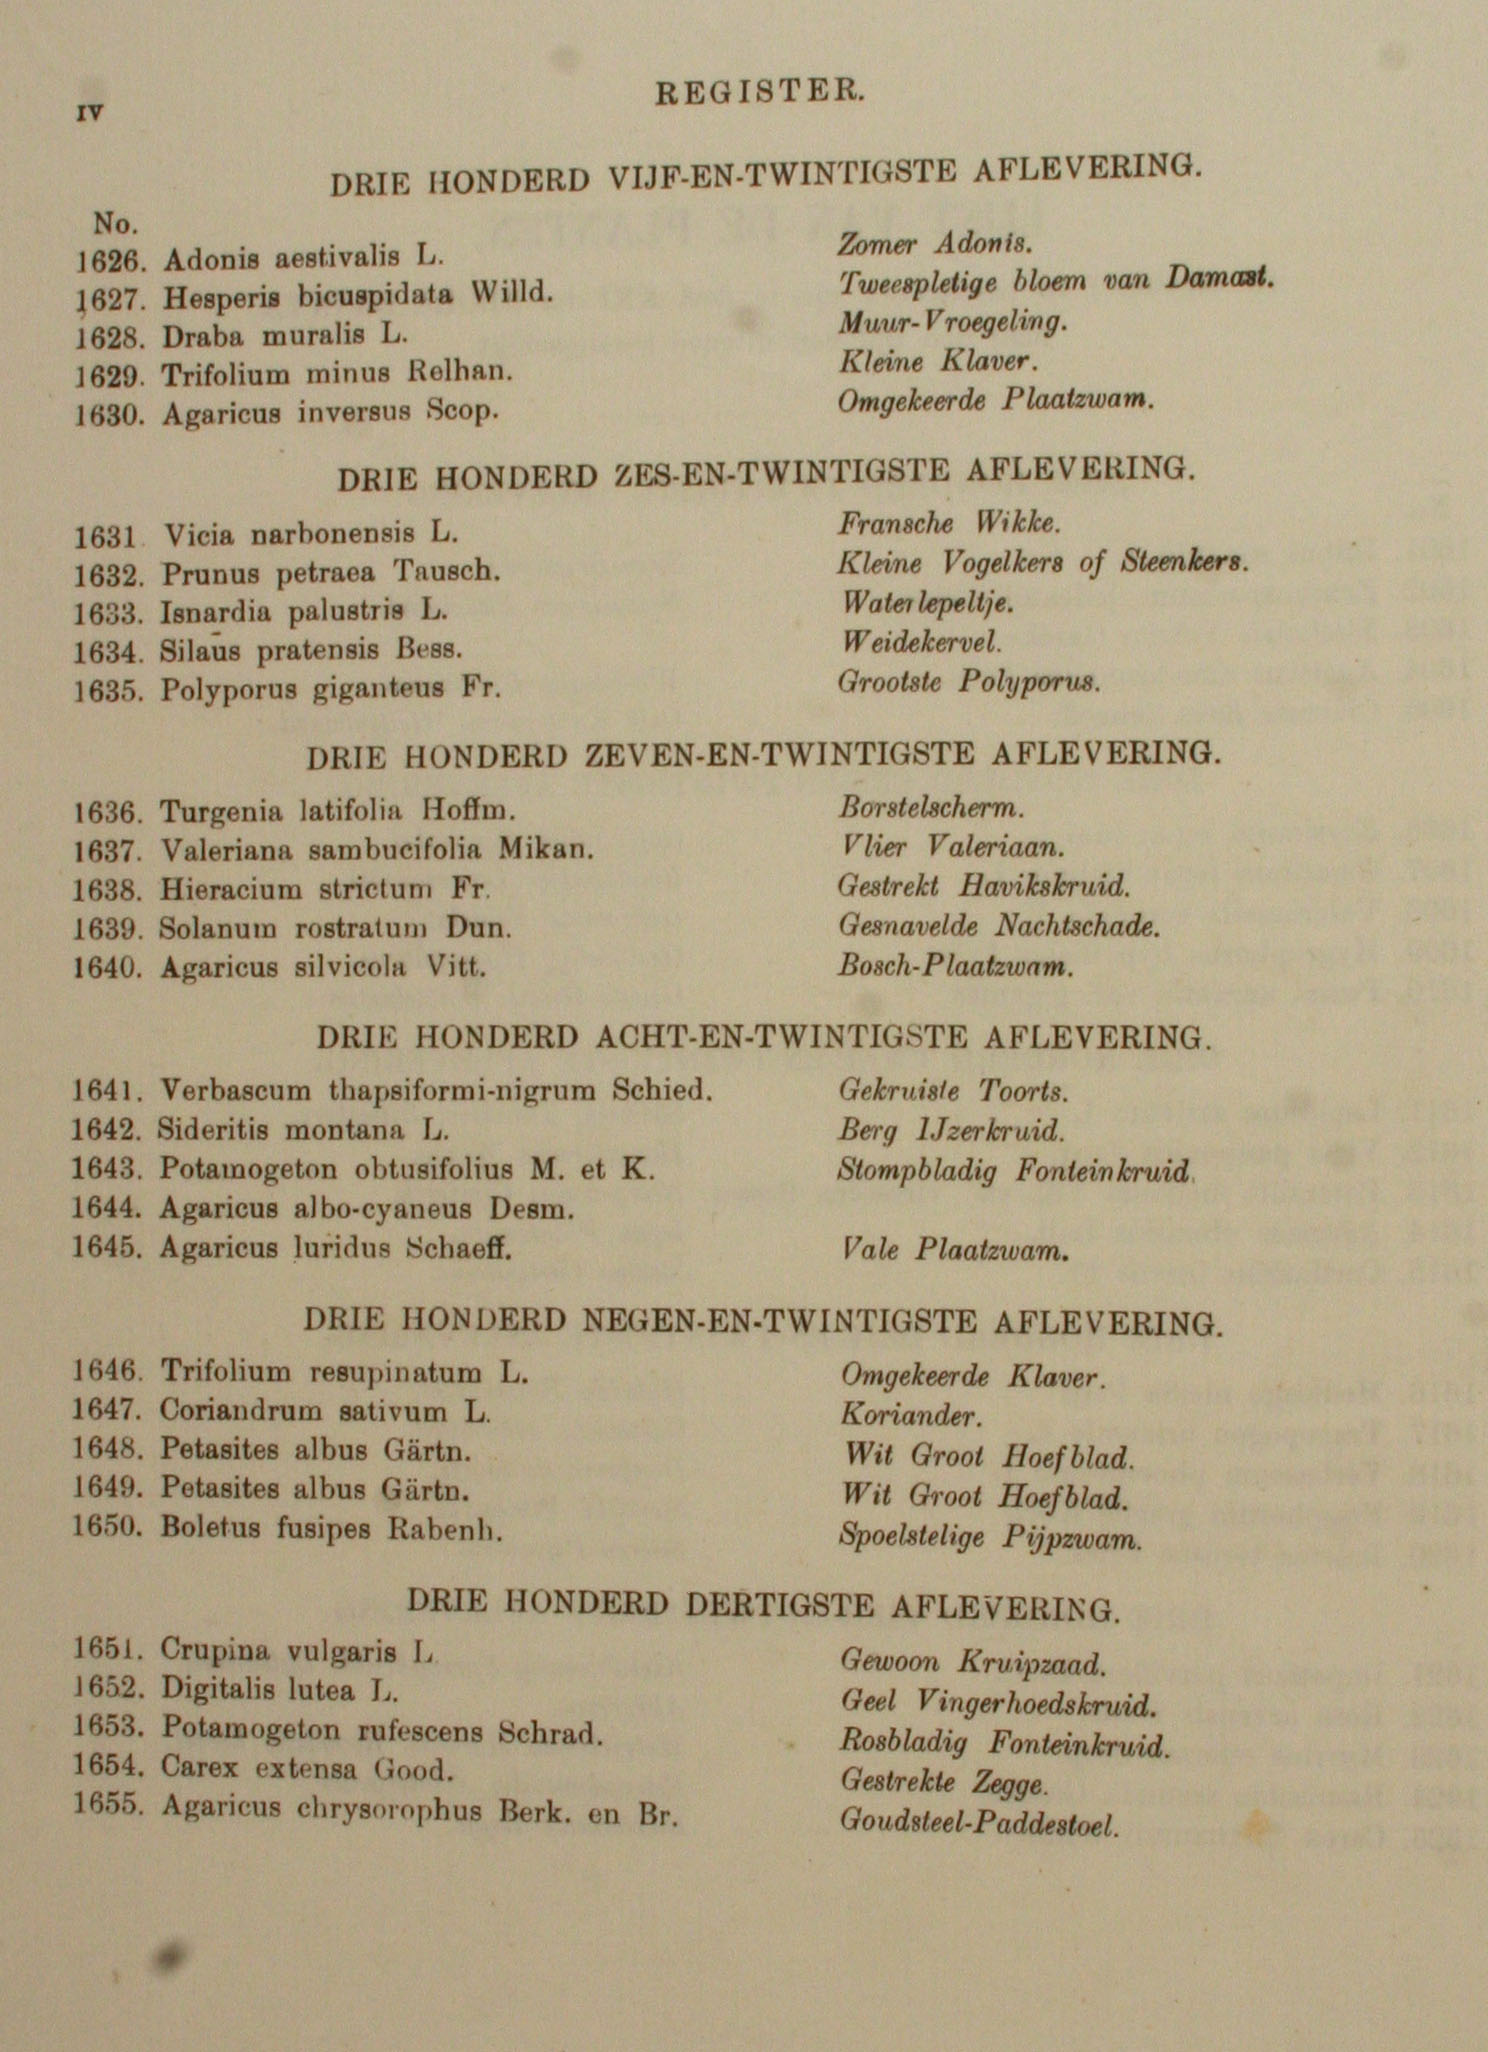 IV
REGISTER.
DRIE HONDERD VIJF-EN-TWINTIGSTE AFLEVERING.
No.
1626. Adonis aestivalis L. Zomer Adonis.
1627. Hesperis bicuspidata Willd. Tweespletige bloem van Damast.
1628. Draba muralis L. Muur-Vroegeling.
1629. Trifolium minus Relhan. Kleine Klaver.
1630. Agaricus inversus Scop. Omgekeerde Plaatzwam.
DRIE HONDERD ZES-EN-TWINTIGSTE AFLEVERING.
1631 Vicia narbonensis L. Fransche Wikke.
1632. Prunus petraea Tausch. Kleine Vogelkers of Steenkers.
1633. Isnardia palustris L. Waterlepeltje.
1634. Silaüs pratensis Bess. Weidekervel.
1635. Polyporus giganteus Fr. Grootste Polyporus.
DRIE HONDERD ZEVEN-EN-TWINTIGSTE AFLEVERING.
1636. Turgenia latifolia Hoffm. Borstelscherm.
1637. Valeriana sambucifolia Mikan. Vlier Valeriaan.
1638. Hieracium strictum Fr. Gestrekt Havikskruid.
1639. Solanum rostratum Dun. Gesnavelde Nachtschade.
1640. Agaricus silvicola Vitt. Bosch-Plaatzwam.
DRIE HONDERD ACHT-EN-TWINTIGSTE AFLEVERING.
1641. Verbascum thapsiformi-nigrum Schied. Gekruiste Toorts.
1642. Sideritis montana L. Berg IJzerkruid.
1643. Potamogeton obtusifolius M. et K. Stompbladig Fonteinkruid.
1644. Agaricus albo-cyaneus Desm.
1645. Agaricus luridus Schaeff. Vale Plaatzwam.
DRIE HONDERD NEGEN-EN-TWINTIGSTE AFLEVERING.
1646. Trifolium resupinatum L. Omgekeerde Klaver.
1647. Coriandrum sativum L. Koriander.
1648. Petasites albus Gärtn. Wit Groot Hoefblad.
1649. Petasites albus Gärtn. Wit Groot Hoefblad.
1650. Boletus fusipes Rabenh. Spoelstelige Pijpzwam.
DRIE HONDERD DERTIGSTE AFLEVERING.
1651. Crupina vulgaris L Gewoon Kruipzaad.
1652. Digitalis lutea L. Geel Vingerhoedskruid.
1653. Potamogeton rufescens Schrad. Rosbladig Fonteinkruid.
1654. Carex extensa Good. Gestrekte Zegge.
1655. Agaricus chrysorophus Berk. en Br. Goudsteel-Paddestoel.